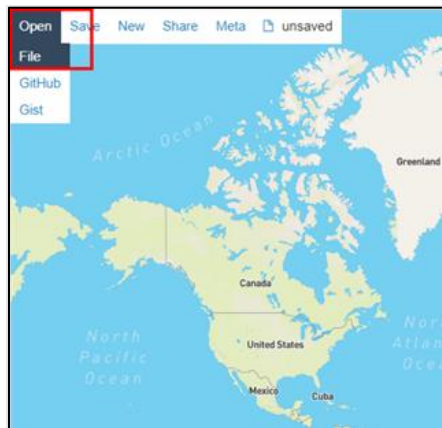 Open Save New Share Meta unsaved
File
GitHub
Gist
Arctic Ocean
Greenland
Canada
North
Pacific
Ocean
United States
Nor
Atlan
Oce
Mexico
Cuba